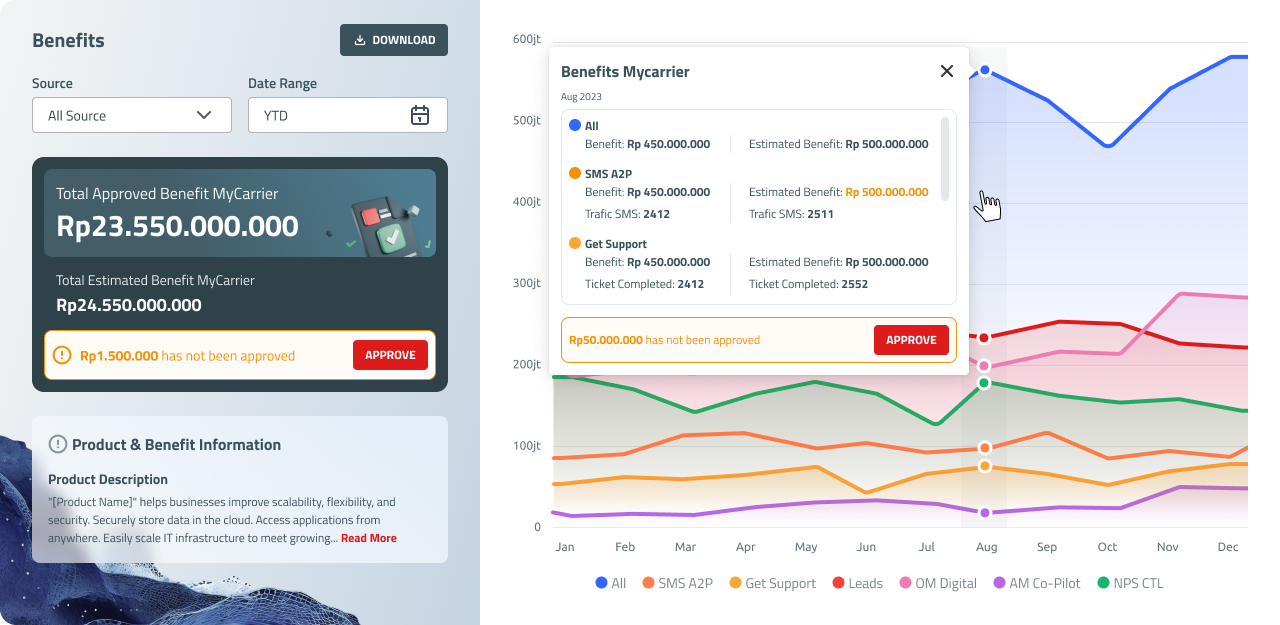 Benefits
DOWNLOAD
Source
Date Range
All Source
YTD
Total Approved Benefit MyCarrier
Rp23.550.000.000
Total Estimated Benefit MyCarrier
Rp24.550.000.000
Rp1.500.000 has not been approved
APPROVE
Product & Benefit Information
Product Description
"[Product Name]" helps businesses improve scalability, flexibility, and
security. Securely store data in the cloud. Access applications from
anywhere. Easily scale IT infrastructure to meet growing... Read More
600jt
500jt
400jt
300jt
200jt
100jt
0
Benefits Mycarrier
Aug 2023
All
Benefit: Rp 450.000.000 Estimated Benefit: Rp 500.000.000
SMS A2P
Benefit: Rp 450.000.000 Estimated Benefit: Rp 500.000.000
Trafic SMS: 2412 Trafic SMS: 2511
Get Support
Benefit: Rp 450.000.000 Estimated Benefit: Rp 500.000.000
Ticket Completed: 2412 Ticket Completed: 2552
Rp50.000.000 has not been approved
APPROVE
Jan Feb Mar Apr May Jun Jul Aug Sep Oct Nov Dec
All SMS A2P Get Support Leads OM Digital AM Co-Pilot NPS CTL